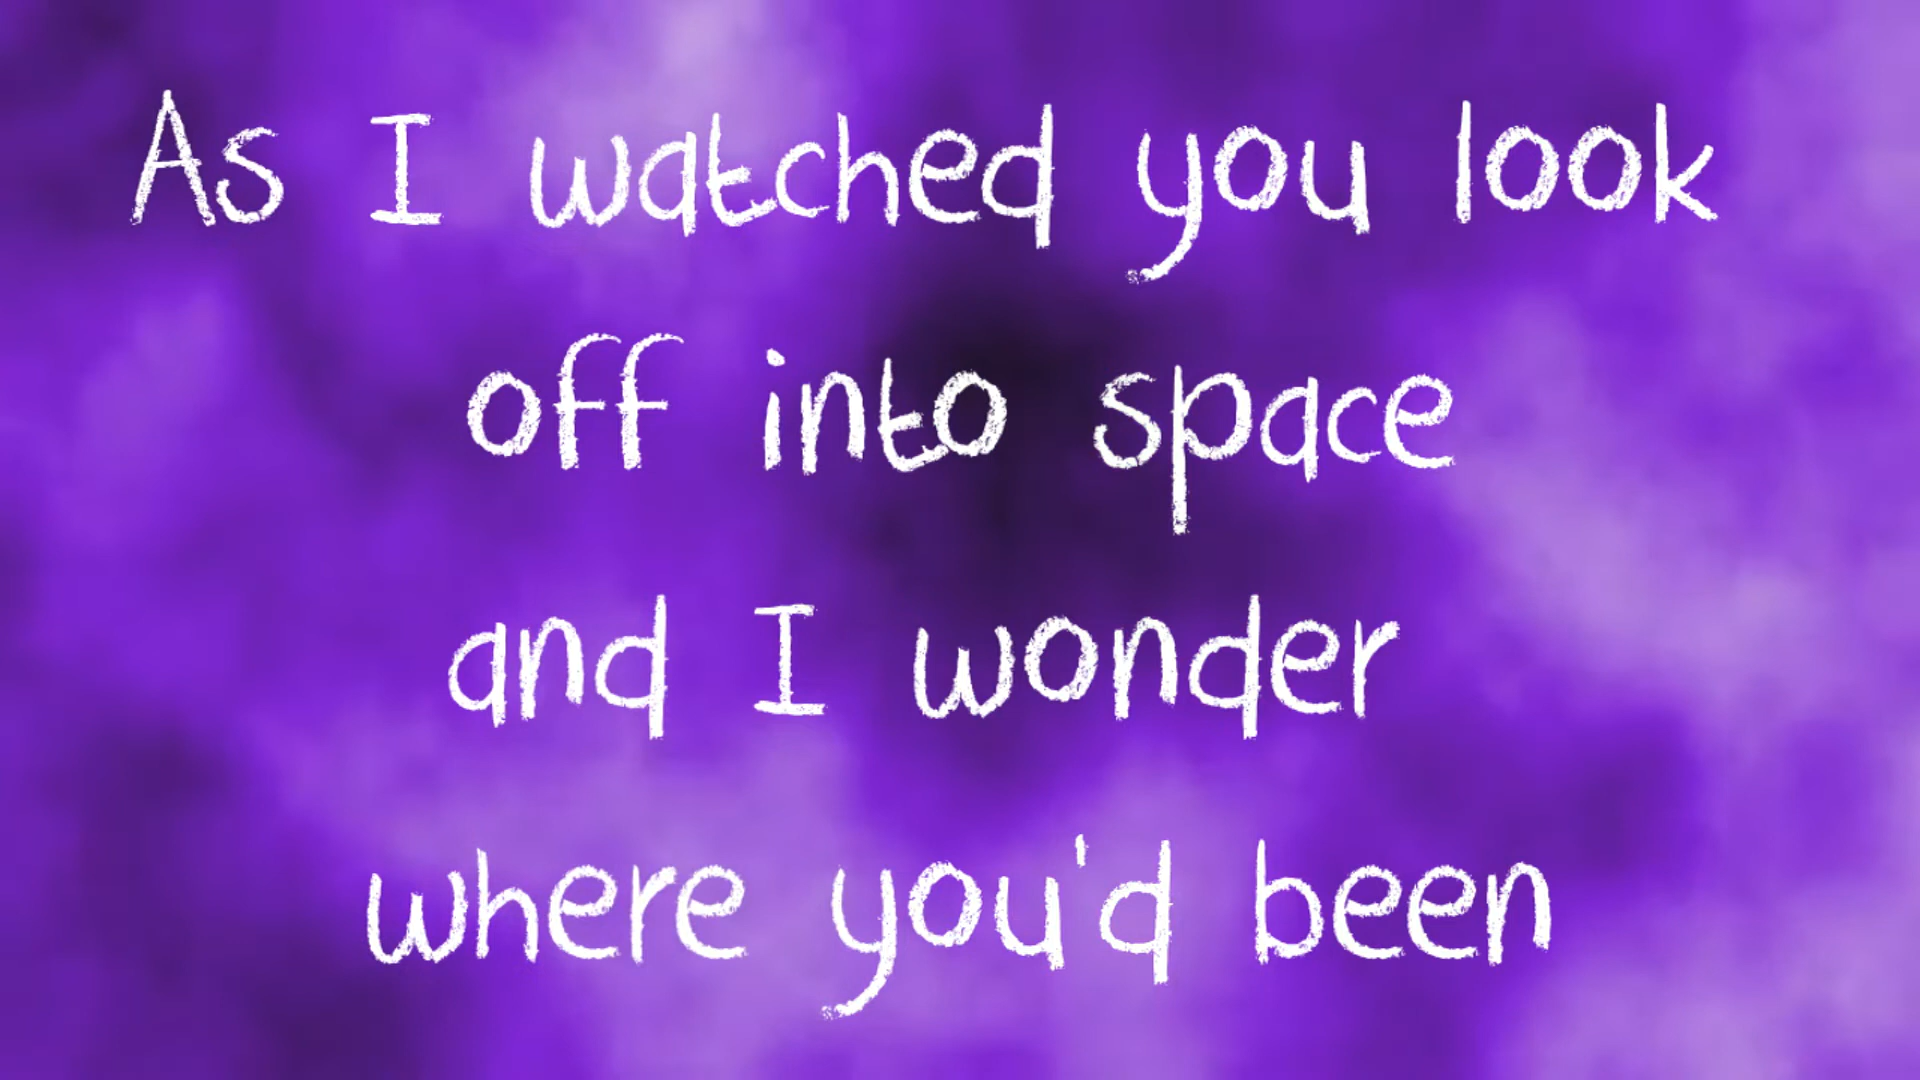 As I watched you look
off into space
and I wonder
where you'd been